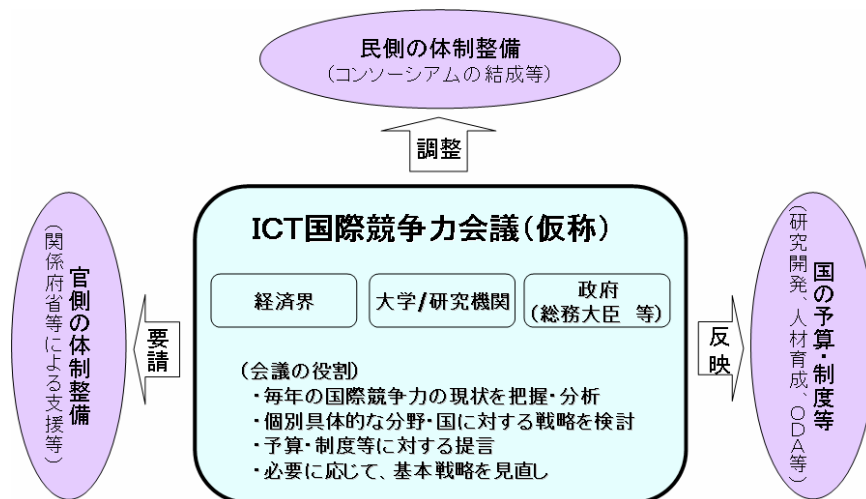 民側の体制整備
(コンソーシアムの結成等)
調整
ICT国際競争力会議(仮称)
経済界
大学/研究機関
政府
(総務大臣 等)
(会議の役割)
・毎年の国際競争力の現状を把握・分析
・個別具体的な分野・国に対する戦略を検討
・予算・制度等に対する提言
・必要に応じて、基本戦略を見直し
要請
官側の体制整備
(関係府省等による支援等)
反映
国の予算・制度等
(研究開発、人材育成、ODA等)